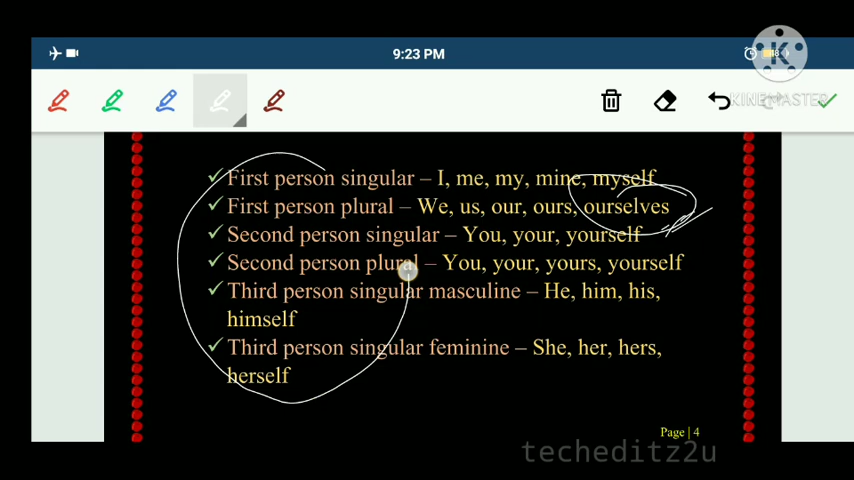 9:23 PM
KINEMASTER
✓ First person singular – I, me, my, mine, myself
✓ First person plural – We, us, our, ours, ourselves
✓ Second person singular – You, your, yourself
✓ Second person plural – You, your, yours, yourself
✓ Third person singular masculine – He, him, his,
himself
✓ Third person singular feminine – She, her, hers,
herself
Page | 4
techeditz2u